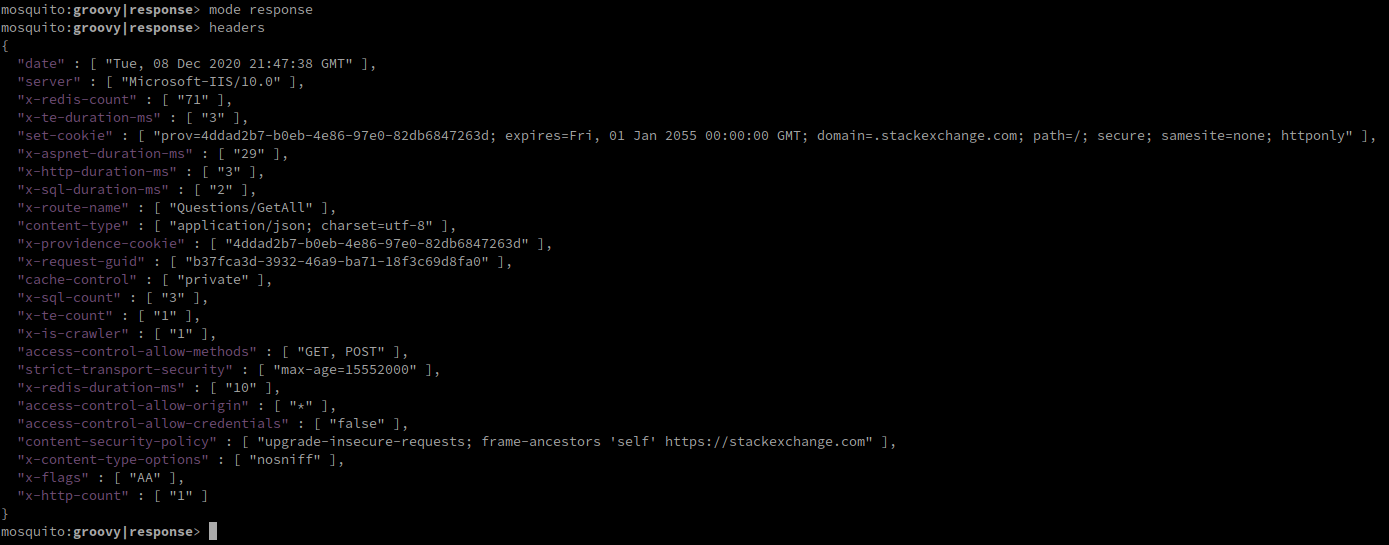 mosquito:groovy|response> mode response
mosquito:groovy|response> headers
{
  "date" : [ "Tue, 08 Dec 2020 21:47:38 GMT" ],
  "server" : [ "Microsoft-IIS/10.0" ],
  "x-redis-count" : [ "71" ],
  "x-te-duration-ms" : [ "3" ],
  "set-cookie" : [ "prov=4ddad2b7-b0eb-4e86-97e0-82db6847263d; expires=Fri, 01 Jan 2055 00:00:00 GMT; domain=.stackexchange.com; path=/; secure; samesite=none; httponly" ],
  "x-aspnet-duration-ms" : [ "29" ],
  "x-http-duration-ms" : [ "3" ],
  "x-sql-duration-ms" : [ "2" ],
  "x-route-name" : [ "Questions/GetAll" ],
  "content-type" : [ "application/json; charset=utf-8" ],
  "x-providence-cookie" : [ "4ddad2b7-b0eb-4e86-97e0-82db6847263d" ],
  "x-request-guid" : [ "b37fca3d-3932-46a9-ba71-18f3c69d8fa0" ],
  "cache-control" : [ "private" ],
  "x-sql-count" : [ "3" ],
  "x-te-count" : [ "1" ],
  "x-is-crawler" : [ "1" ],
  "access-control-allow-methods" : [ "GET, POST" ],
  "strict-transport-security" : [ "max-age=15552000" ],
  "x-redis-duration-ms" : [ "10" ],
  "access-control-allow-origin" : [ "*" ],
  "access-control-allow-credentials" : [ "false" ],
  "content-security-policy" : [ "upgrade-insecure-requests; frame-ancestors 'self' https://stackexchange.com" ],
  "x-content-type-options" : [ "nosniff" ],
  "x-flags" : [ "AA" ],
  "x-http-count" : [ "1" ]
}
mosquito:groovy|response>